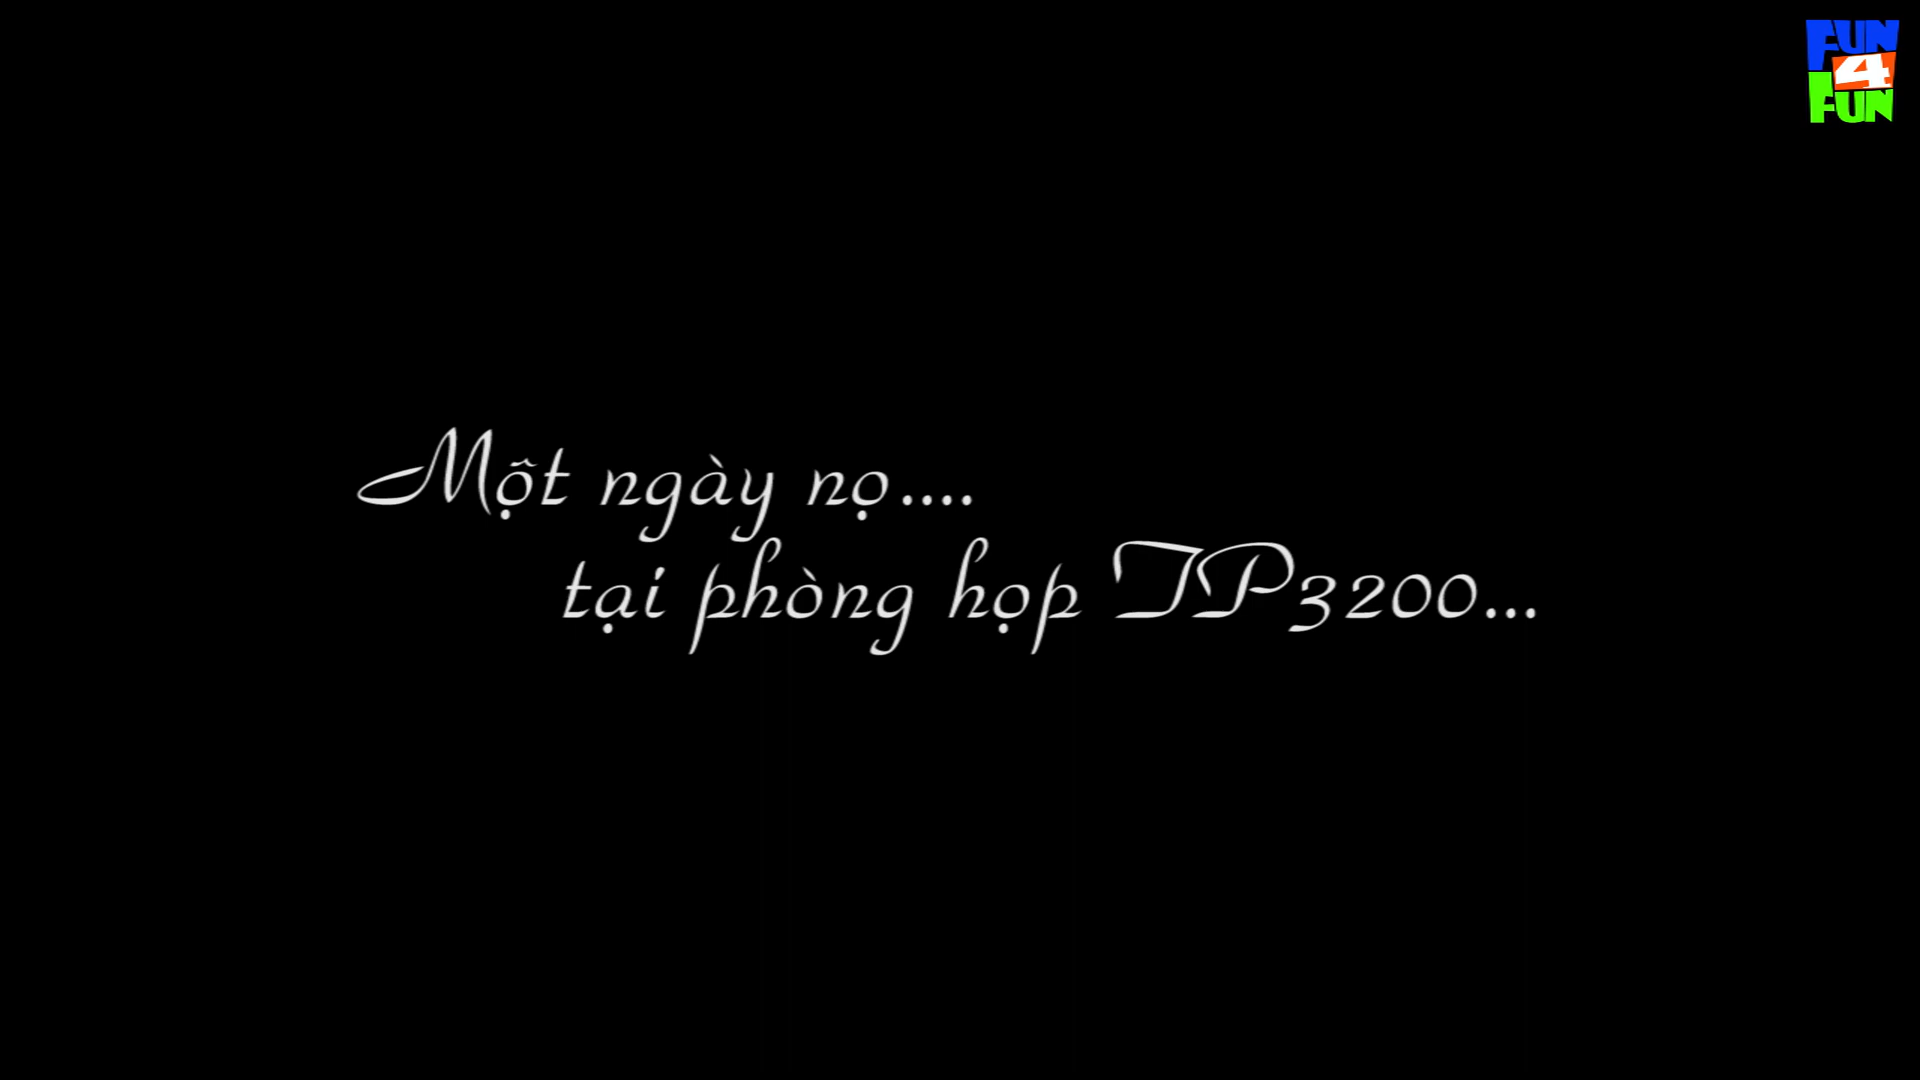 FUN
4
FUN
Một ngày nọ....
tại phòng họp TP3200...